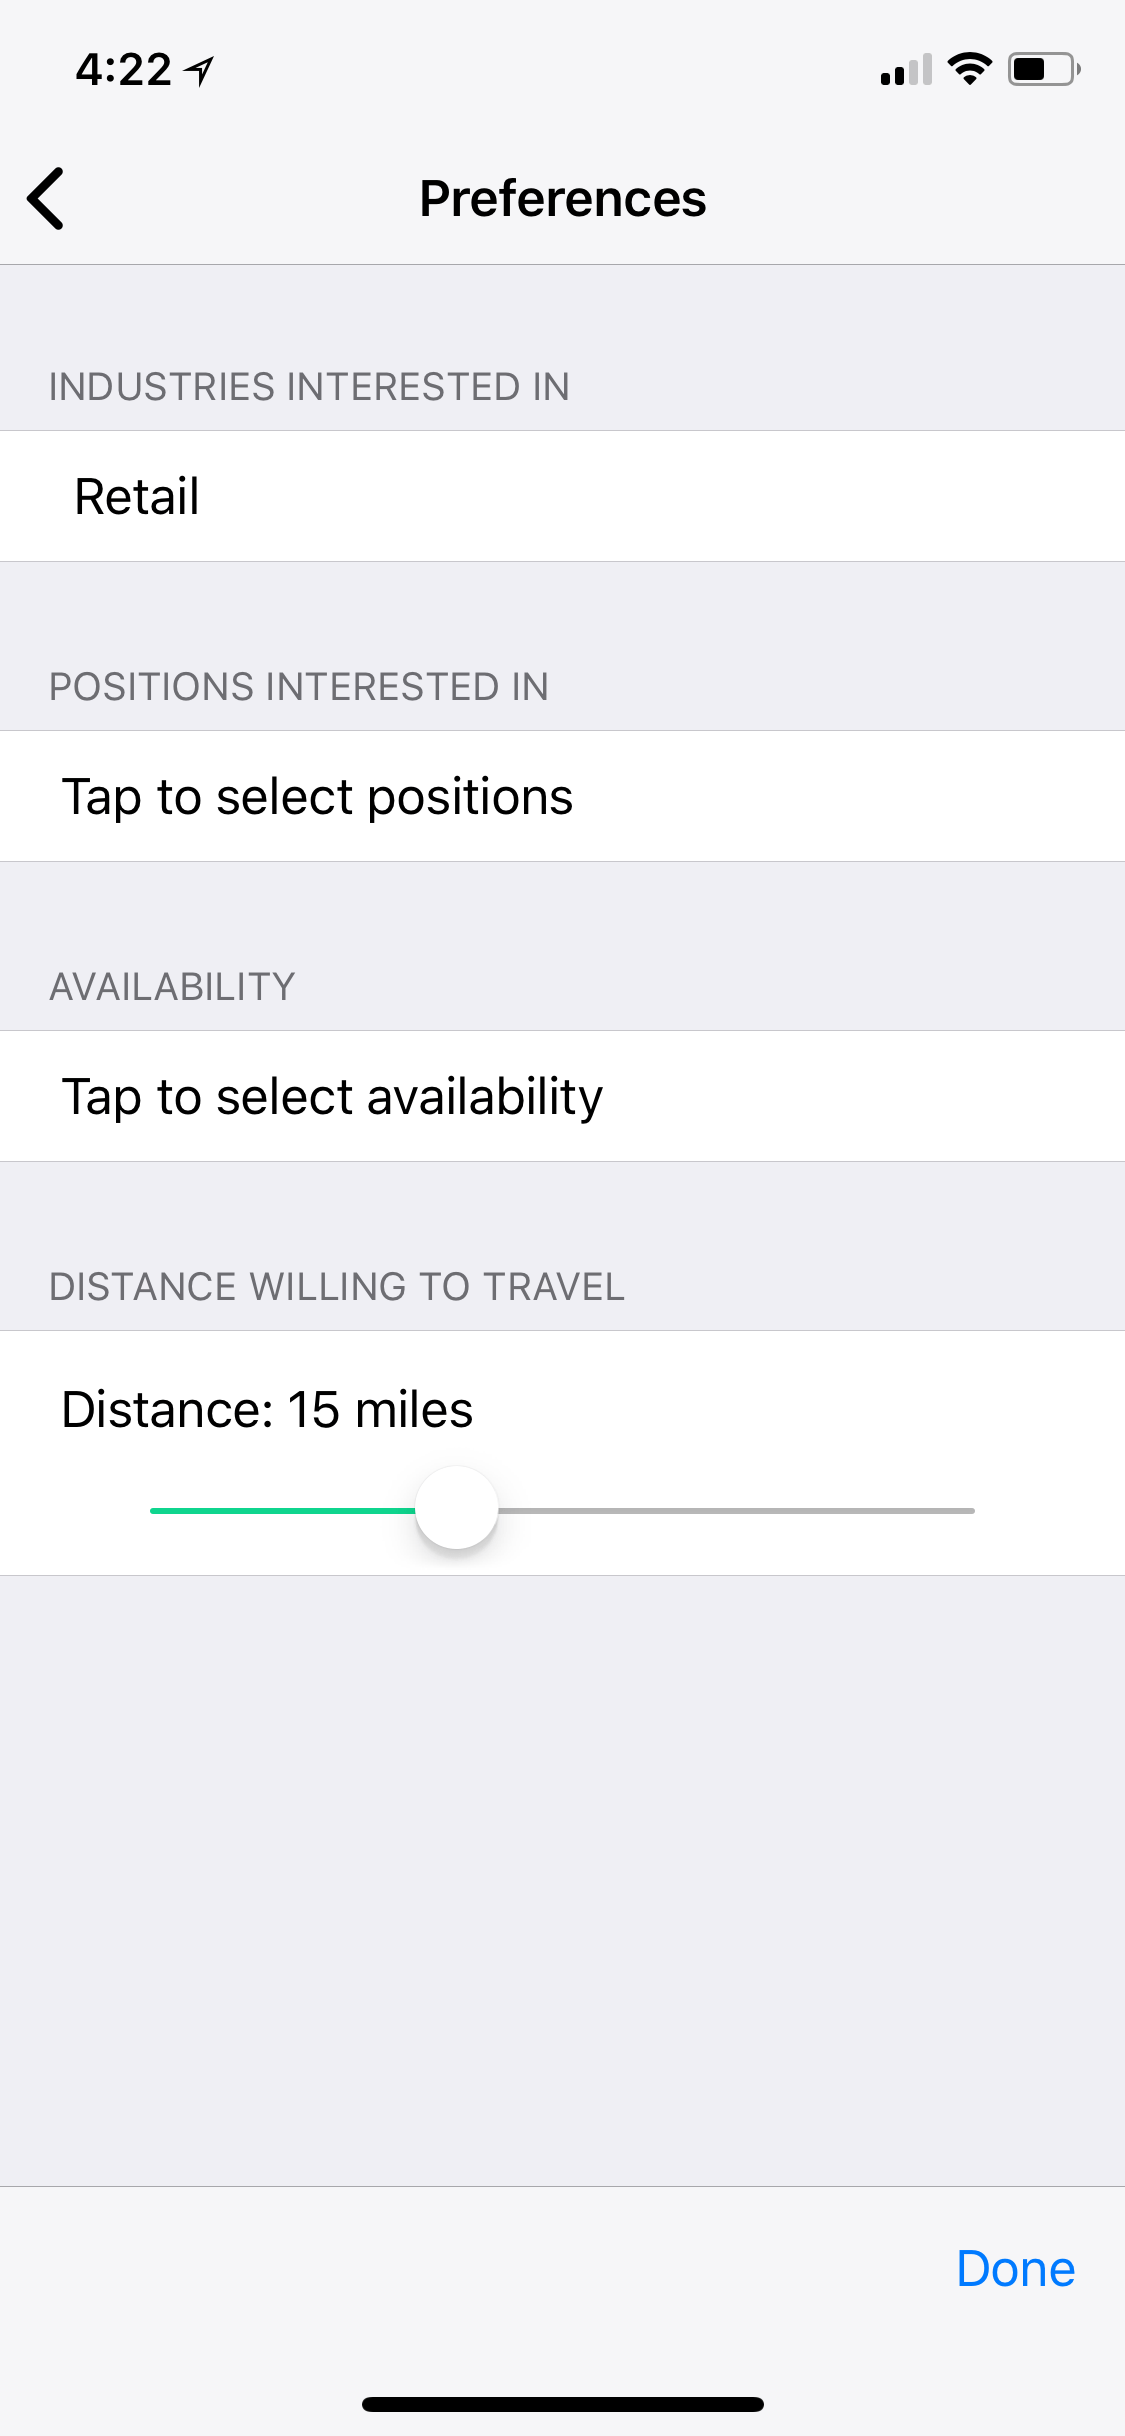 4:22
Preferences
INDUSTRIES INTERESTED IN
Retail
POSITIONS INTERESTED IN
Tap to select positions
AVAILABILITY
Tap to select availability
DISTANCE WILLING TO TRAVEL
Distance: 15 miles
Done